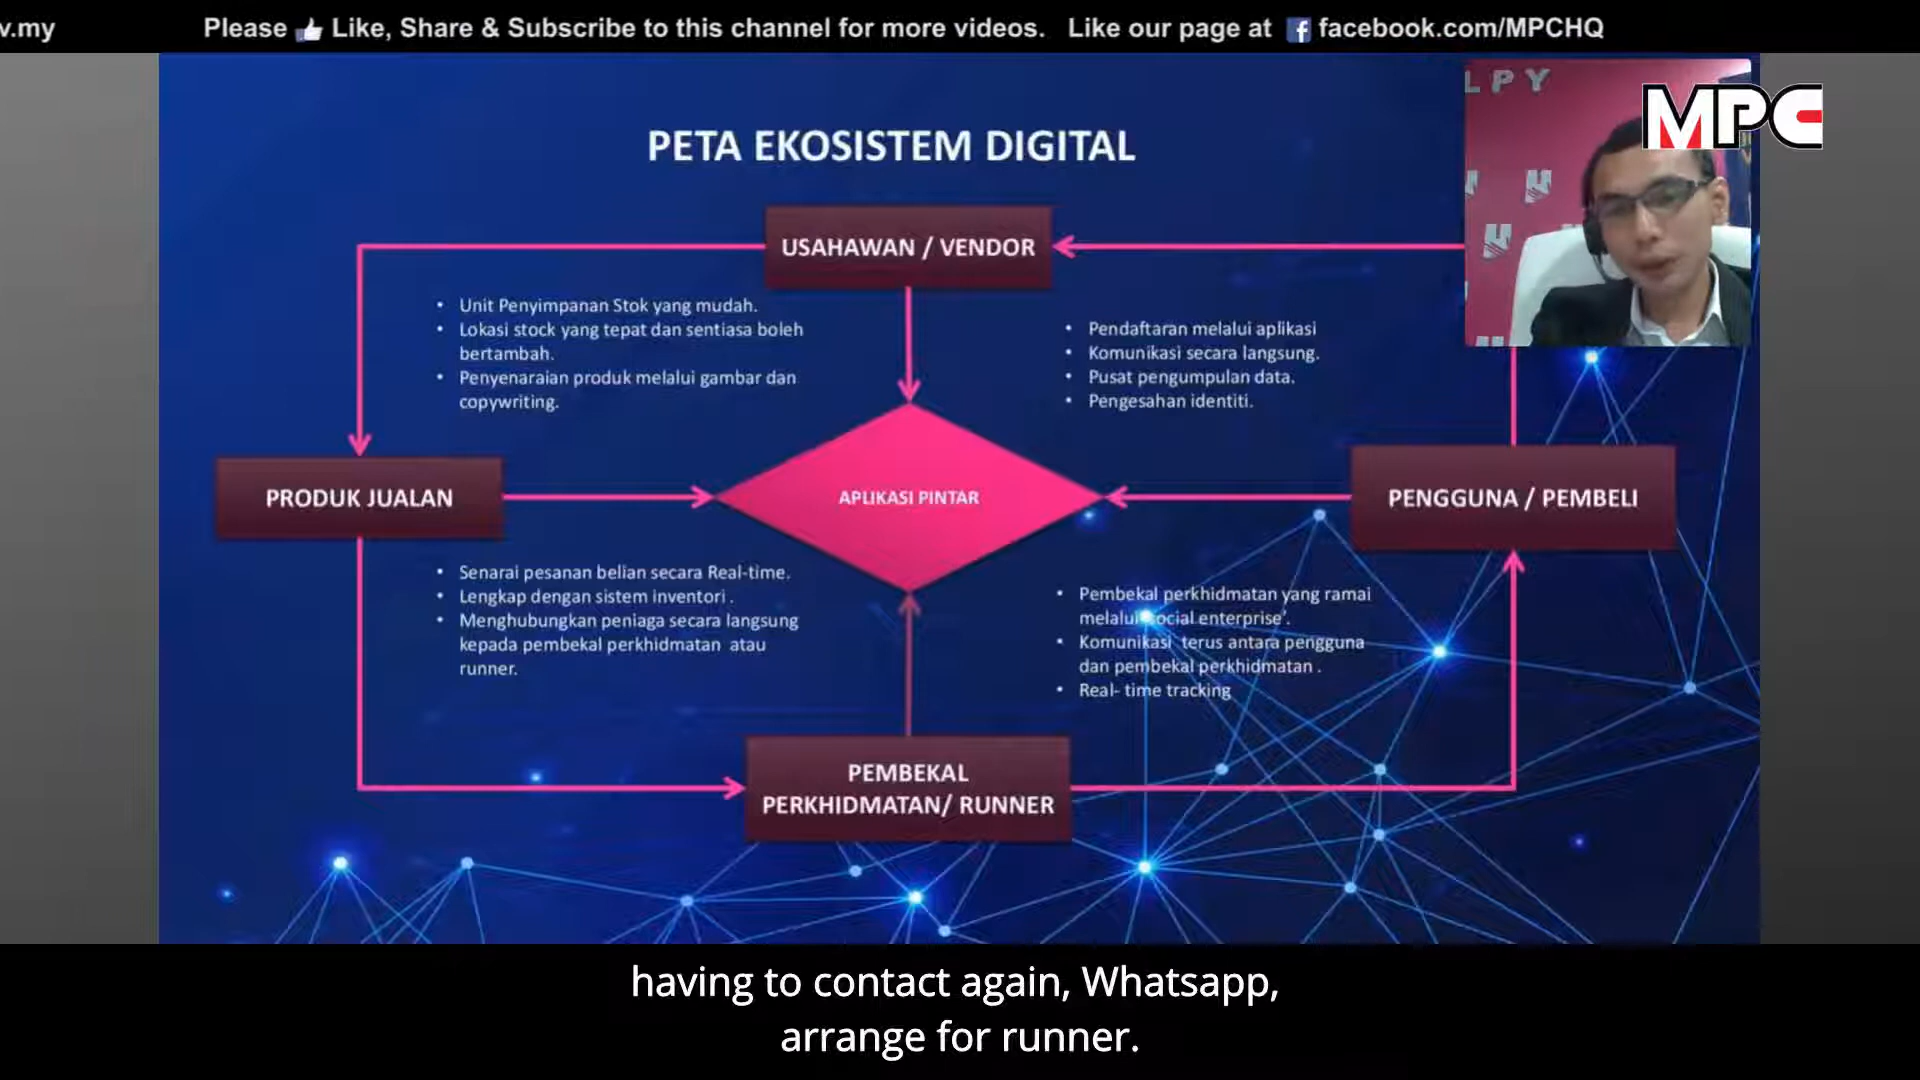 v.my Please Like, Share & Subscribe to this channel for more videos. Like our page at facebook.com/MPCHQ
LPY
MPC
PETA EKOSISTEM DIGITAL
USAHAWAN / VENDOR
• Unit Penyimpanan Stok yang mudah.
• Lokasi stock yang tepat dan sentiasa boleh
bertambah.
• Penyenaraian produk melalui gambar dan
copywriting.
• Pendaftaran melalui aplikasi
• Komunikasi secara langsung.
• Pusat pengumpulan data.
• Pengesahan identiti.
PRODUK JUALAN
APLIKASI PINTAR
PENGGUNA / PEMBELI
• Senarai pesanan belian secara Real-time.
• Lengkap dengan sistem inventori .
• Menghubungkan peniaga secara langsung
kepada pembekal perkhidmatan atau
runner.
• Pembekal perkhidmatan yang ramai
melalui 'social enterprise'.
• Komunikasi terus antara pengguna
dan pembekal perkhidmatan .
• Real- time tracking
PEMBEKAL
PERKHIDMATAN/ RUNNER
having to contact again, Whatsapp,
arrange for runner.